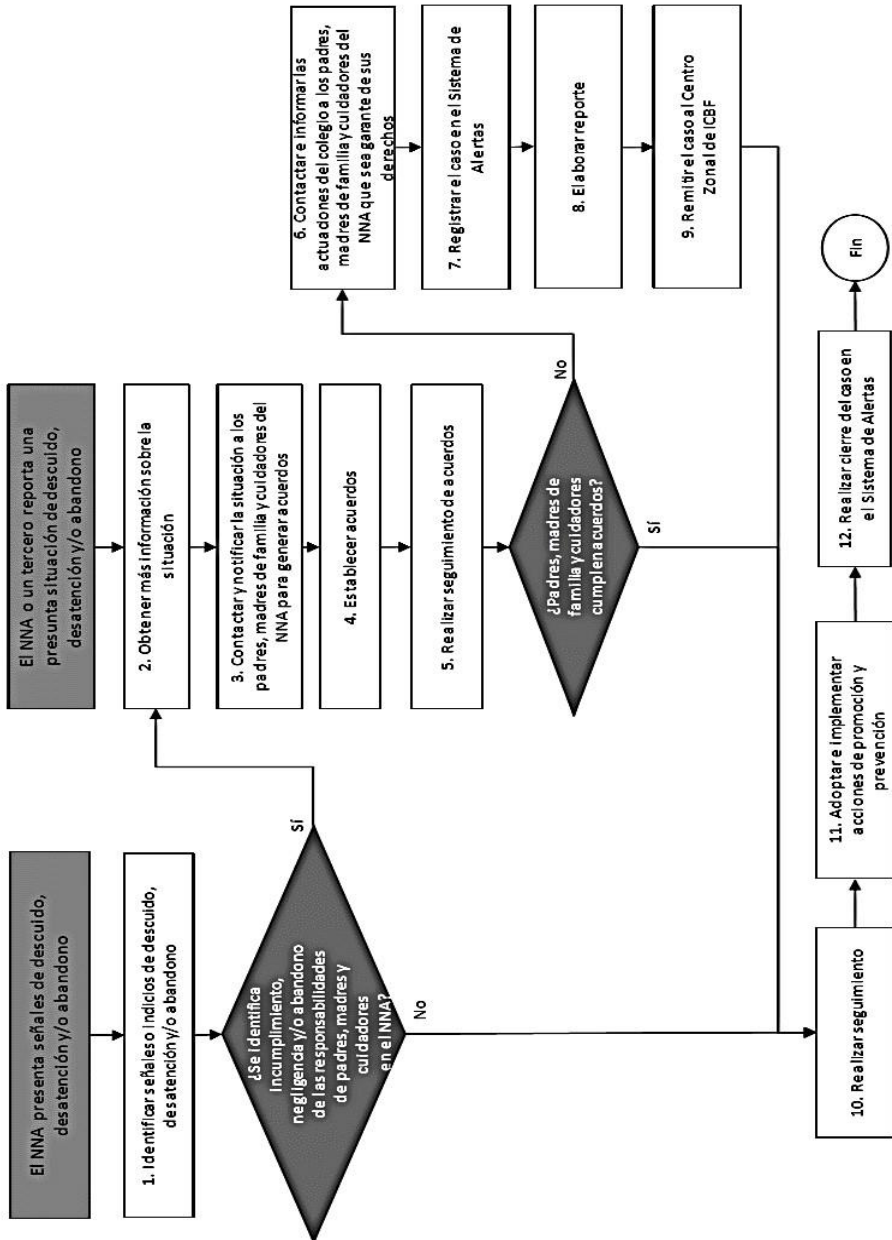 El NNA presenta señales de descuido,
desatención y/o abandono
1. Identificar señales o indicios de descuido,
desatención y/o abandono
¿Se identifica
Incumplimiento,
negligencia y/o abandono
de las responsabilidades
de padres, madres y
cuidadores
en el NNA?
Sí
No
El NNA o un tercero reporta una
presunta situación de descuido,
desatención y/o abandono
2. Obtener más información sobre la
situación
3. Contactar y notificar la situación a los
padres, madres de familia y cuidadores del
NNA para generar acuerdos
4. Establecer acuerdos
5. Realizar seguimiento de acuerdos
¿Padres, madres de
familia y cuidadores
cumplen acuerdos?
No
Sí
6. Contactar e informar las
actuaciones del colegio a los padres,
madres de familia y cuidadores del
NNA que sea garante de sus
derechos
7. Registrar el caso en el Sistema de
Alertas
8. Elaborar reporte
9. Remitir el caso al Centro
Zonal de ICBF
10. Realizar seguimiento
11. Adoptar e implementar
acciones de promoción y
prevención
12. Realizar cierre del caso en
el Sistema de Alertas
Fin